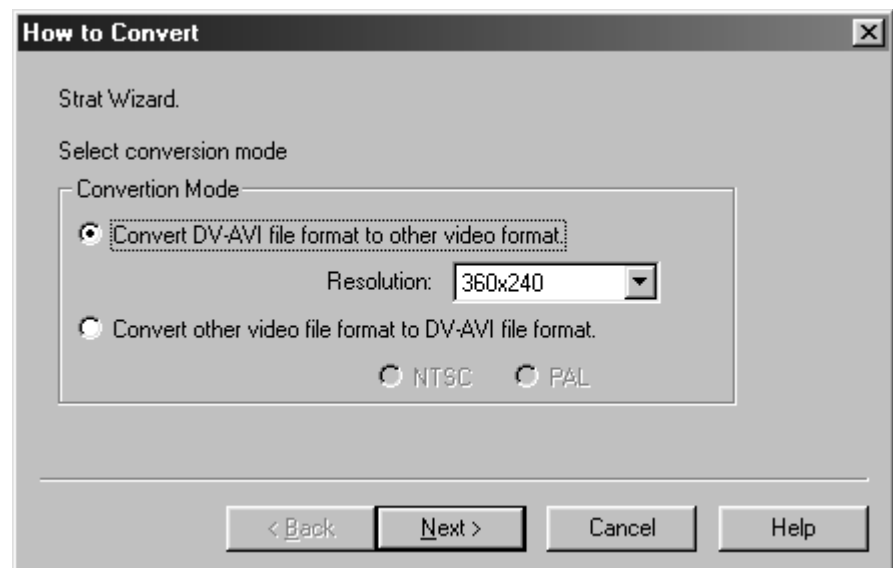 How to Convert
Strat Wizard.
Select conversion mode
Convertion Mode
Convert DV-AVI file format to other video format.
Resolution: 360x240
Convert other video file format to DV-AVI file format.
NTSC PAL
< Back Next > Cancel Help